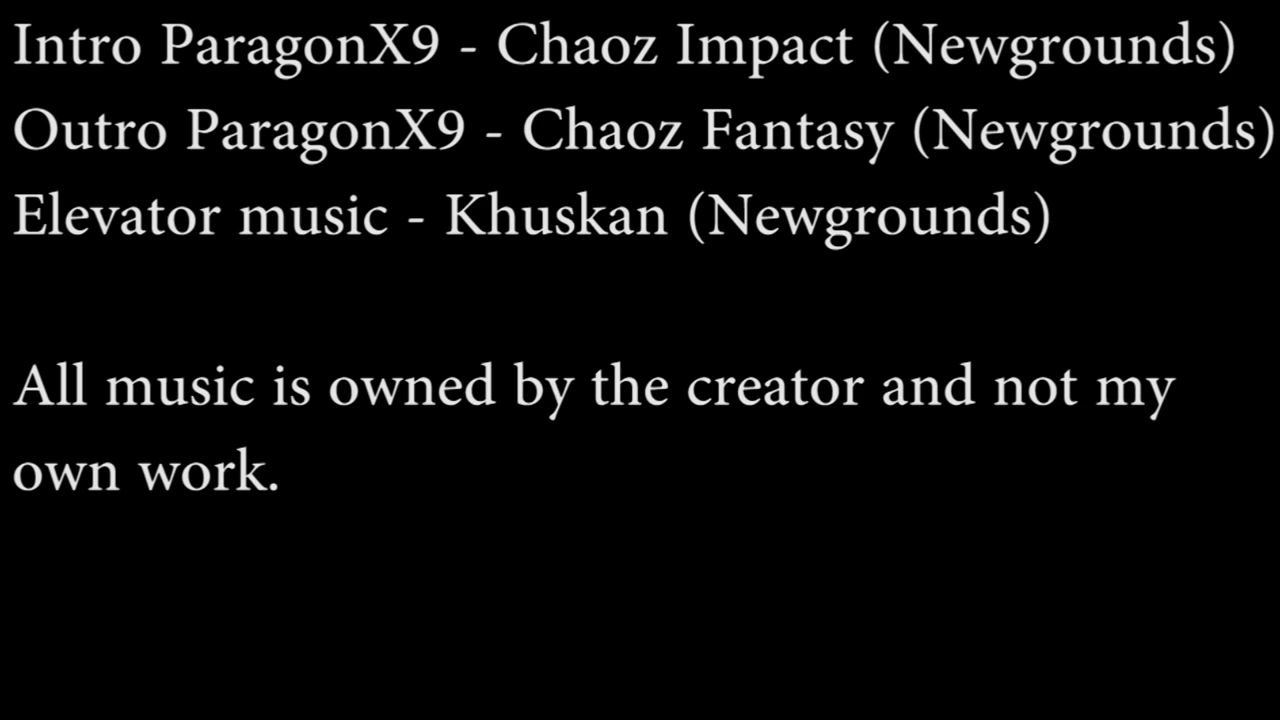 Intro ParagonX9 - Chaoz Impact (Newgrounds)
Outro ParagonX9 - Chaoz Fantasy (Newgrounds)
Elevator music - Khuskan (Newgrounds)
All music is owned by the creator and not my
own work.